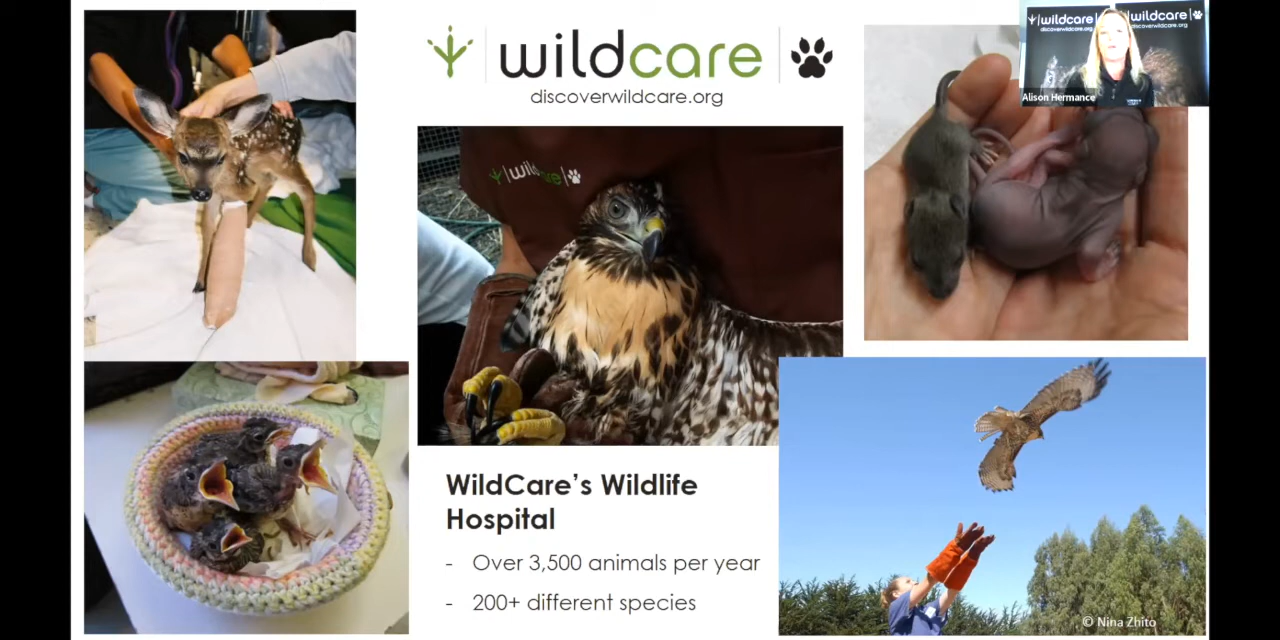 wildcare
discoverwildcare.org
wildcare
discoverwildcare.org
wildcare
discoverwildcare.org
Alison Hermance
wildcare
WildCare's Wildlife
Hospital
- Over 3,500 animals per year
- 200+ different species
© Nina Zhito